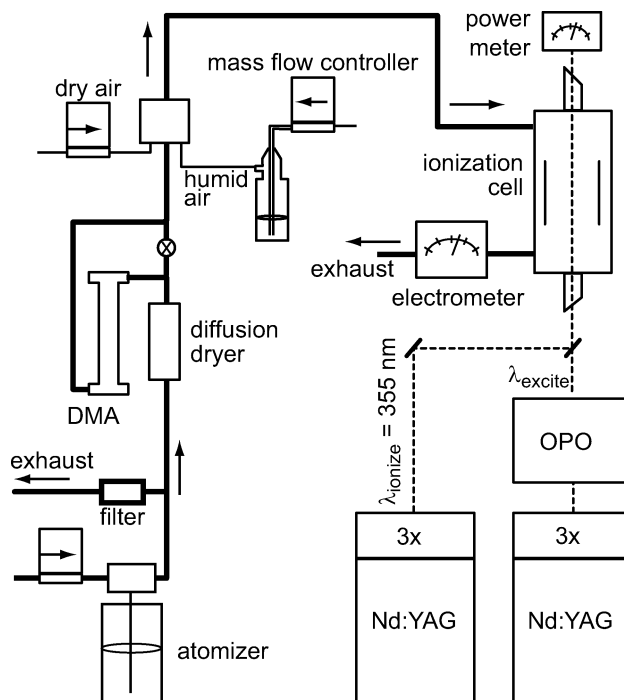 power
meter
mass flow controller
dry air
ionization
cell
humid
air
exhaust
electrometer
diffusion
dryer
DMA
λexcite
λionize = 355 nm
OPO
exhaust
filter
3x
3x
Nd:YAG
Nd:YAG
atomizer